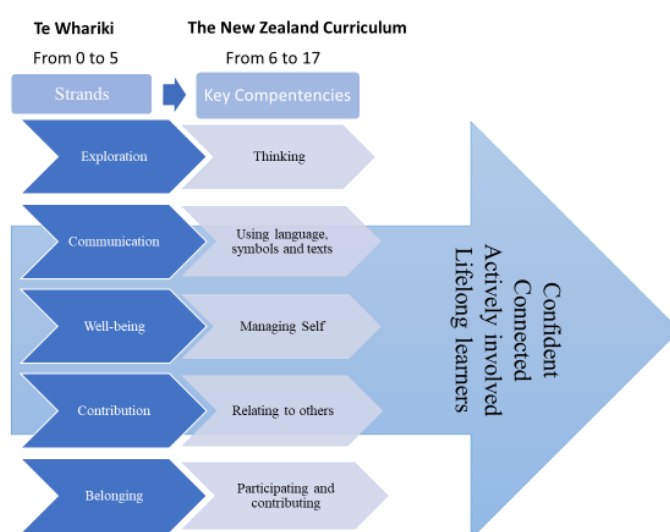 Te Whariki
The New Zealand Curriculum
From 0 to 5
From 6 to 17
Strands
Key Compentencies
Exploration
Thinking
Communication
Using language,
symbols and texts
Well-being
Managing Self
Contribution
Relating to others
Belonging
Participating and
contributing
Confident
Connected
Actively involved
Lifelong learners